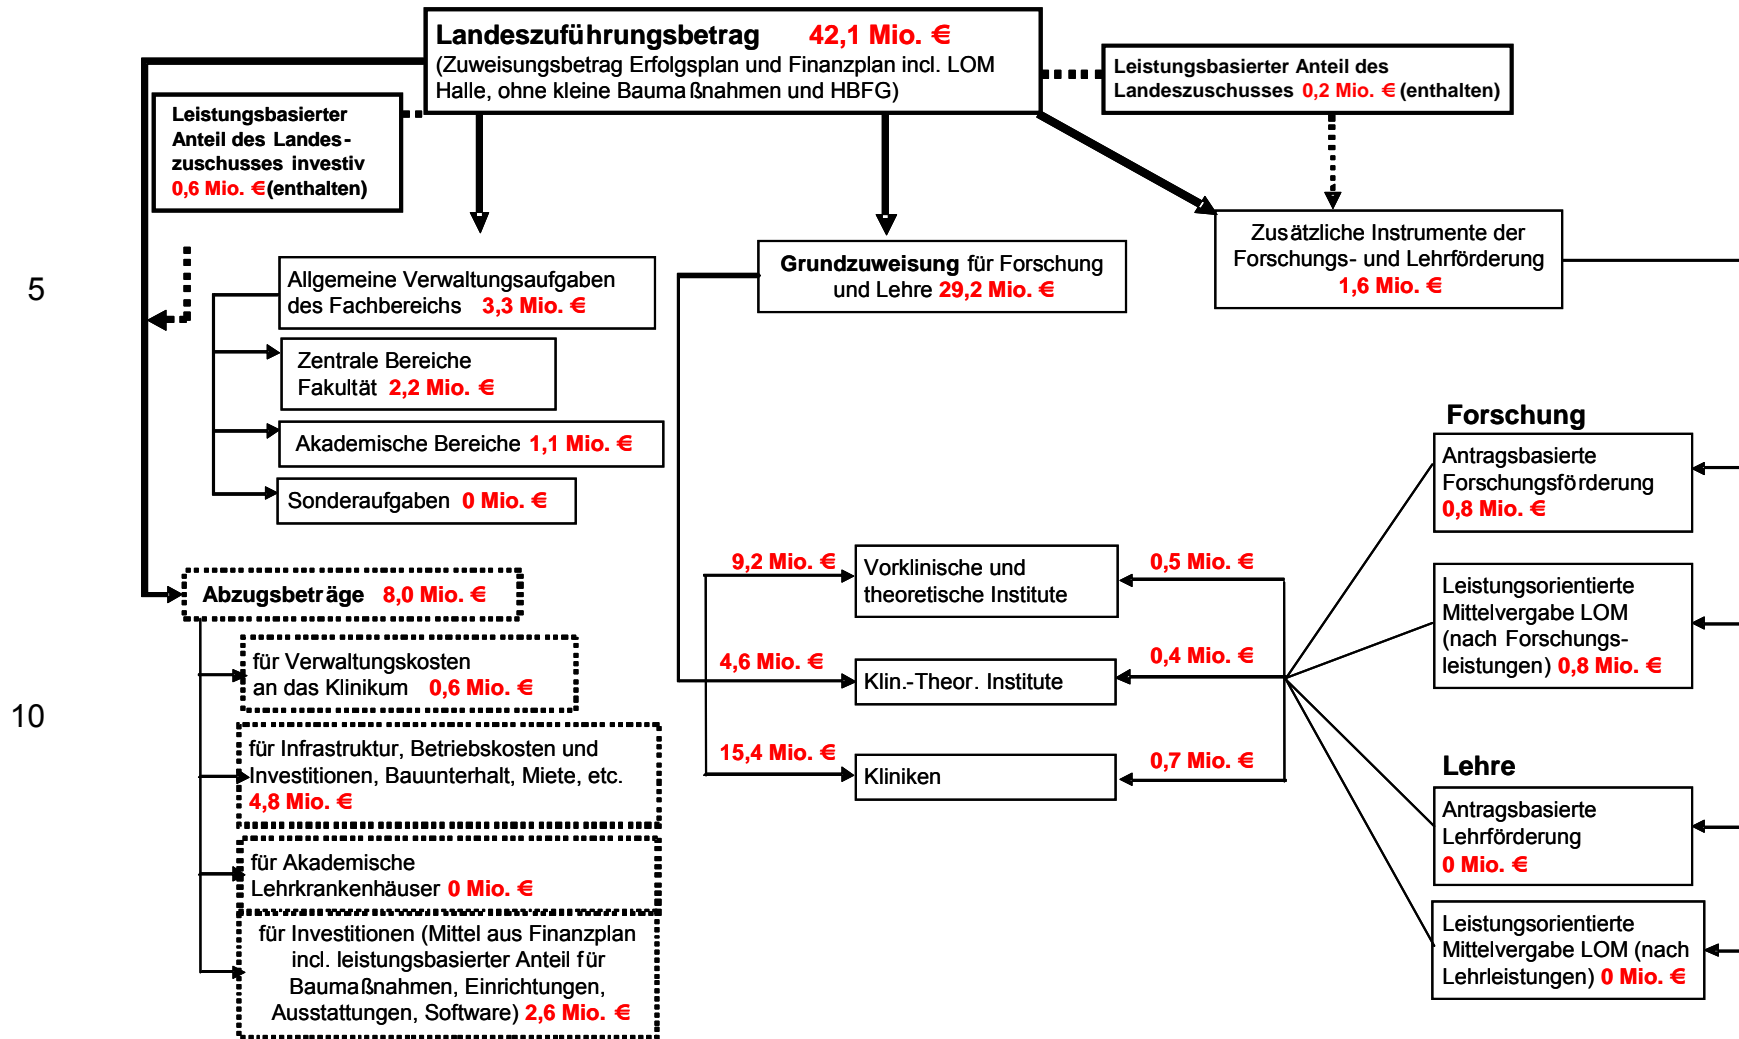 Landeszuführungsbetrag 42,1 Mio. €
(Zuweisungsbetrag Erfolgsplan und Finanzplan incl. LOM
Halle, ohne kleine Baumaßnahmen und HBFG)
Leistungsbasierter Anteil des
Landeszuschusses 0,2 Mio. € (enthalten)
Leistungsbasierter
Anteil des Landes-
zuschusses investiv
0,6 Mio. € (enthalten)
Zusätzliche Instrumente der
Forschungs- und Lehrförderung
1,6 Mio. €
Grundzuweisung für Forschung
und Lehre 29,2 Mio. €
5
Allgemeine Verwaltungsaufgaben
des Fachbereichs 3,3 Mio. €
Zentrale Bereiche
Fakultät 2,2 Mio. €
Akademische Bereiche 1,1 Mio. €
Sonderaufgaben 0 Mio. €
Forschung
Antragsbasierte
Forschungsförderung
0,8 Mio. €
9,2 Mio. €
Vorklinische und
theoretische Institute
0,5 Mio. €
Leistungsorientierte
Mittelvergabe LOM
(nach Forschungs-
leistungen) 0,8 Mio. €
Abzugsbeträge 8,0 Mio. €
für Verwaltungskosten
an das Klinikum 0,6 Mio. €
4,6 Mio. €
Klin.-Theor. Institute
0,4 Mio. €
10
für Infrastruktur, Betriebskosten und
Investitionen, Bauunterhalt, Miete, etc.
4,8 Mio. €
15,4 Mio. €
Kliniken
0,7 Mio. €
Lehre
Antragsbasierte
Lehrförderung
0 Mio. €
für Akademische
Lehrkrankenhäuser 0 Mio. €
Leistungsorientierte
Mittelvergabe LOM (nach
Lehrleistungen) 0 Mio. €
für Investitionen (Mittel aus Finanzplan
incl. leistungsbasierter Anteil für
Baumaßnahmen, Einrichtungen,
Ausstattungen, Software) 2,6 Mio. €